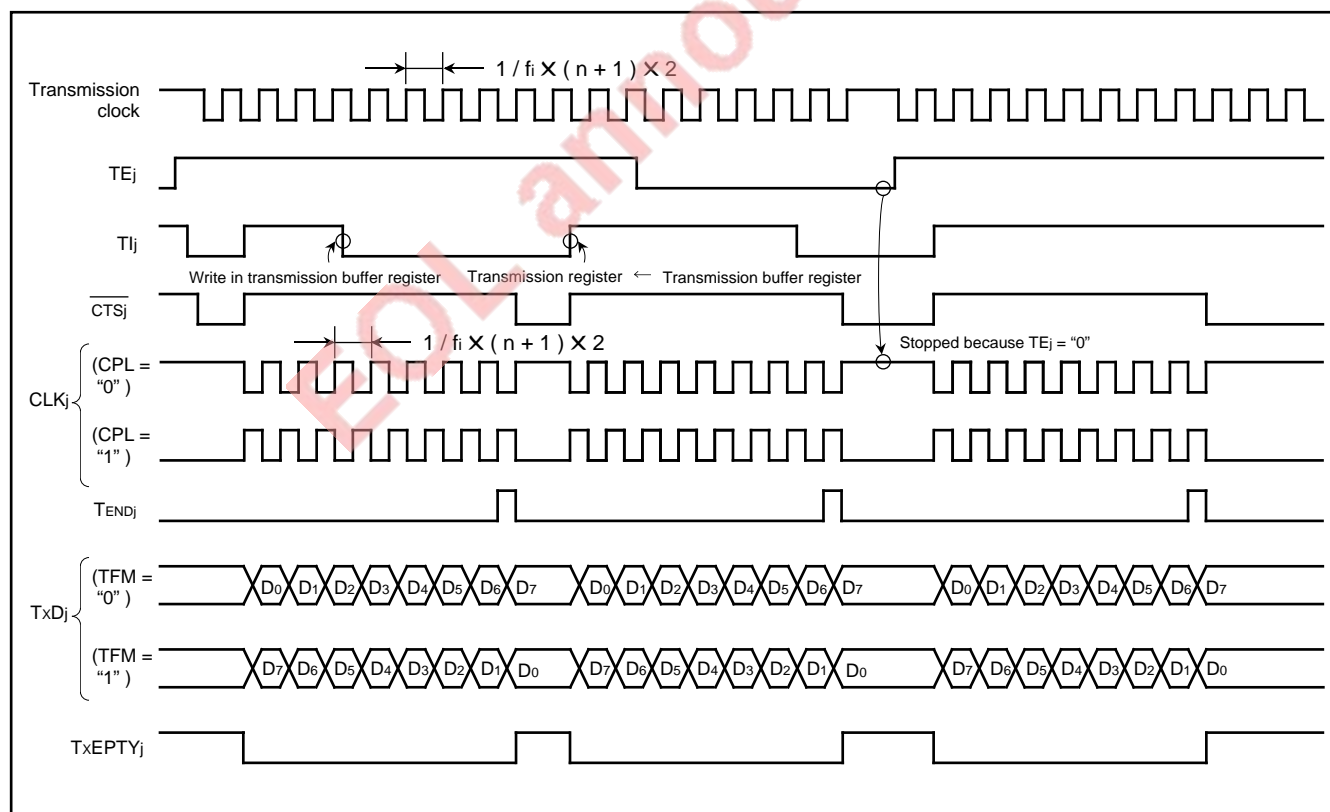 EOL annou
1 / fi X ( n + 1 ) X 2
Transmission
clock
TEj
TIj
Write in transmission buffer register
Transmission register ← Transmission buffer register
CTSj
1 / fi X ( n + 1 ) X 2
Stopped because TEj = “0”
CLKj
(CPL =
“0” )
(CPL =
“1” )
TENDj
TxDj
(TFM =
“0”)
D0 D1 D2 D3 D4 D5 D6 D7 D0 D1 D2 D3 D4 D5 D6 D7 D0 D1 D2 D3 D4 D5 D6 D7
(TFM =
“1”)
D7 D6 D5 D4 D3 D2 D1 D0 D7 D6 D5 D4 D3 D2 D1 D0 D7 D6 D5 D4 D3 D2 D1 D0
TxEPTYj